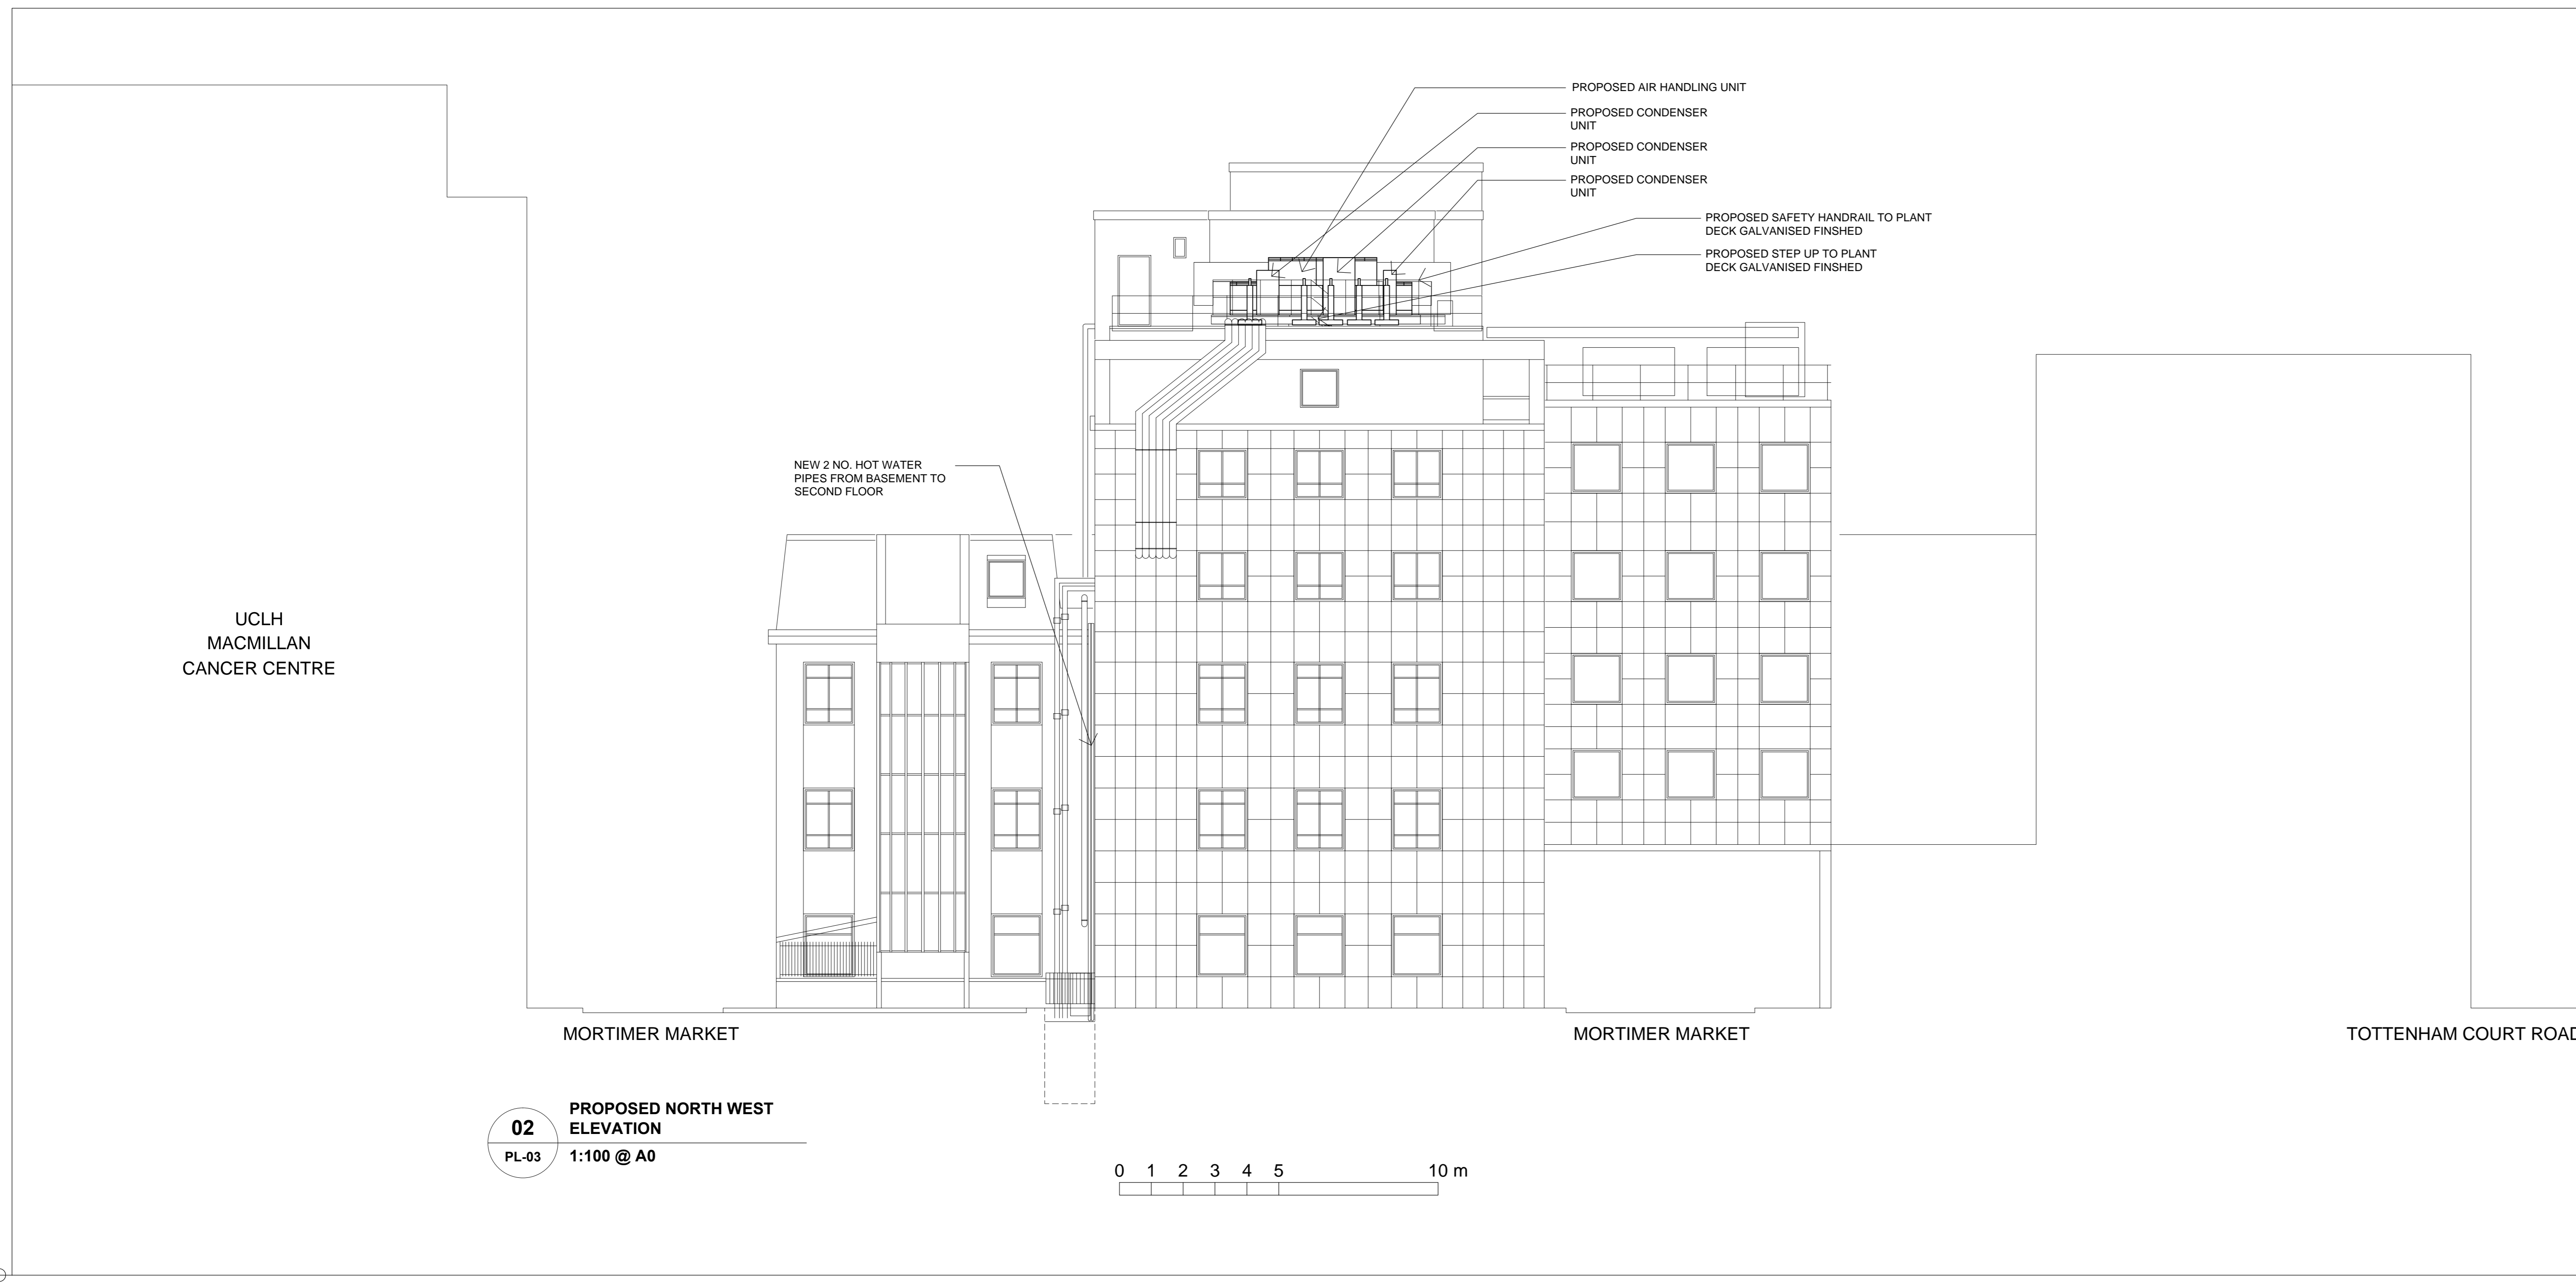 PROPOSED AIR HANDLING UNIT
PROPOSED CONDENSER
UNIT
PROPOSED CONDENSER
UNIT
PROPOSED CONDENSER
UNIT
PROPOSED SAFETY HANDRAIL TO PLANT
DECK GALVANISED FINSHED
PROPOSED STEP UP TO PLANT
DECK GALVANISED FINSHED
NEW 2 NO. HOT WATER
PIPES FROM BASEMENT TO
SECOND FLOOR
UCLH
MACMILLAN
CANCER CENTRE
MORTIMER MARKET
MORTIMER MARKET
TOTTENHAM COURT ROAD
02
PL-03
PROPOSED NORTH WEST
ELEVATION
1:100 @ A0
0 1 2 3 4 5 10 m